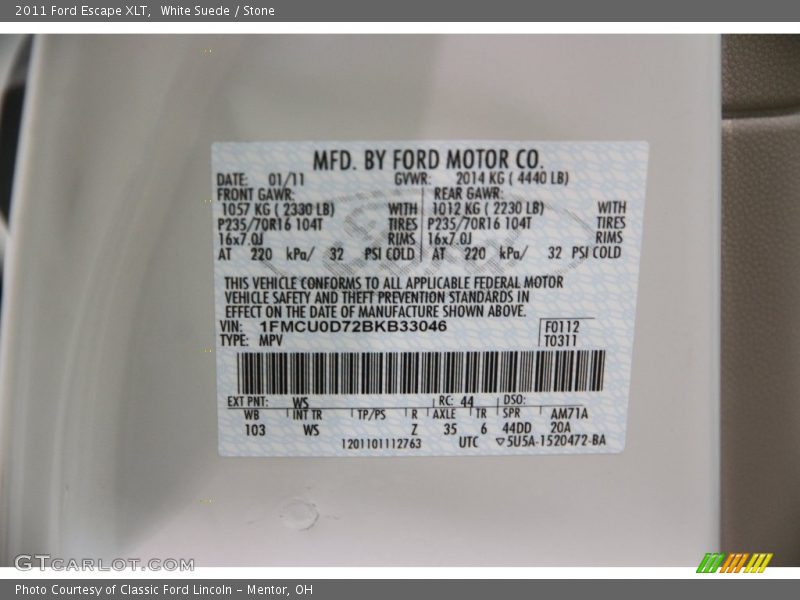 2011 Ford Escape XLT,  White Suede / Stone
MFD. BY FORD MOTOR CO.
DATE: 01/11 GVWR: 2014 KG ( 4440 LB)
FRONT GAWR: REAR GAWR:
1057 KG ( 2330 LB) WITH 1012 KG ( 2230 LB) WITH
P235/70R16 104T TIRES P235/70R16 104T TIRES
16x7.0J RIMS 16x7.0J RIMS
AT 220 kPa/ 32 PSI COLD AT 220 kPa/ 32 PSI COLD
THIS VEHICLE CONFORMS TO ALL APPLICABLE FEDERAL MOTOR
VEHICLE SAFETY AND THEFT PREVENTION STANDARDS IN
EFFECT ON THE DATE OF MANUFACTURE SHOWN ABOVE.
VIN: 1FMCU0D72BKB33046 F0112
TYPE: MPV T0311
EXT PNT: WS RC: 44 DSO:
WB INT TR TP/PS R AXLE TR SPR AM71A
103 WS Z 35 6 44DD 20A
1201101112763 UTC ▽5U5A-1520472-BA
GTCARLOT.COM
Photo Courtesy of Classic Ford Lincoln - Mentor, OH